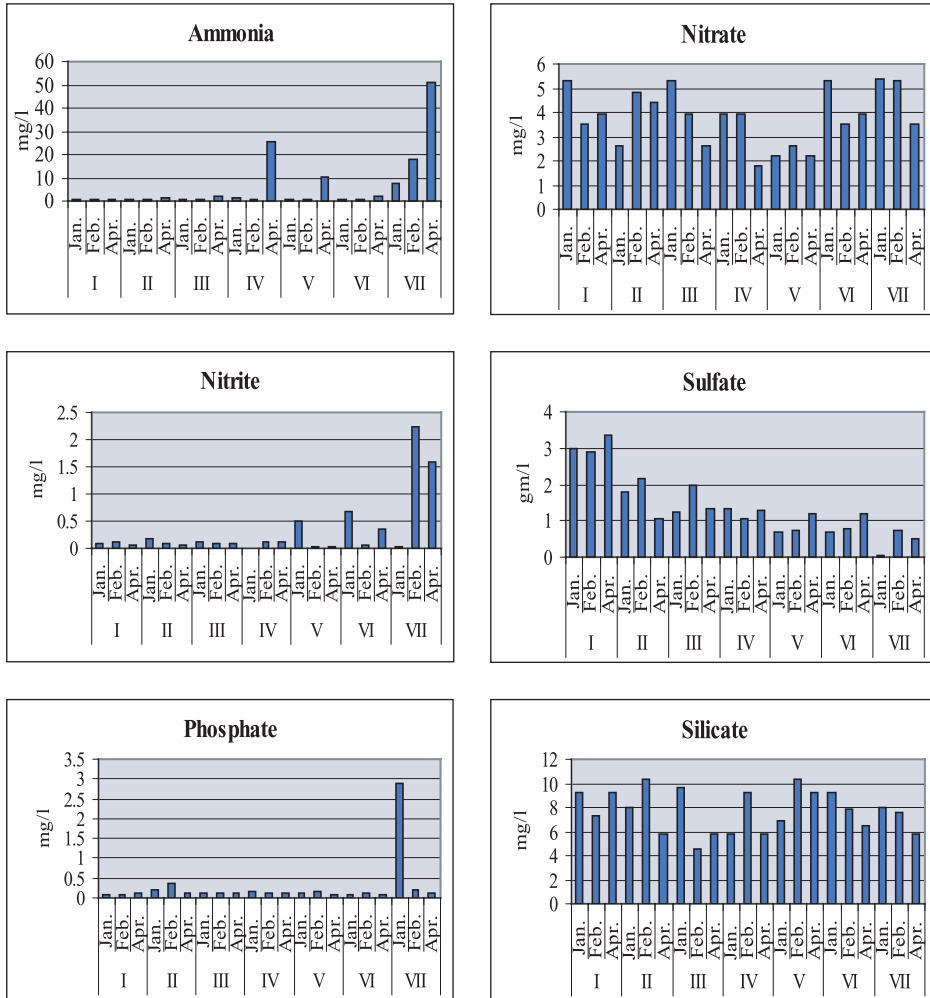 Ammonia
60
50
40
30
20
10
0
mg/l
Jan. Feb. Apr. Jan. Feb. Apr. Jan. Feb. Apr. Jan. Feb. Apr. Jan. Feb. Apr. Jan. Feb. Apr. Jan. Feb. Apr.
I II III IV V VI VII
Nitrate
6
5
4
3
2
1
0
mg/l
Jan. Feb. Apr. Jan. Feb. Apr. Jan. Feb. Apr. Jan. Feb. Apr. Jan. Feb. Apr. Jan. Feb. Apr. Jan. Feb. Apr.
I II III IV V VI VII
Nitrite
2.5
2
1.5
1
0.5
0
mg/l
Jan. Feb. Apr. Jan. Feb. Apr. Jan. Feb. Apr. Jan. Feb. Apr. Jan. Feb. Apr. Jan. Feb. Apr. Jan. Feb. Apr.
I II III IV V VI VII
Sulfate
4
3
2
1
0
gm/l
Jan. Feb. Apr. Jan. Feb. Apr. Jan. Feb. Apr. Jan. Feb. Apr. Jan. Feb. Apr. Jan. Feb. Apr. Jan. Feb. Apr.
I II III IV V VI VII
Phosphate
3.5
3
2.5
2
1.5
1
0.5
0
mg/l
Jan. Feb. Apr. Jan. Feb. Apr. Jan. Feb. Apr. Jan. Feb. Apr. Jan. Feb. Apr. Jan. Feb. Apr. Jan. Feb. Apr.
I II III IV V VI VII
Silicate
12
10
8
6
4
2
0
mg/l
Jan. Feb. Apr. Jan. Feb. Apr. Jan. Feb. Apr. Jan. Feb. Apr. Jan. Feb. Apr. Jan. Feb. Apr. Jan. Feb. Apr.
I II III IV V VI VII